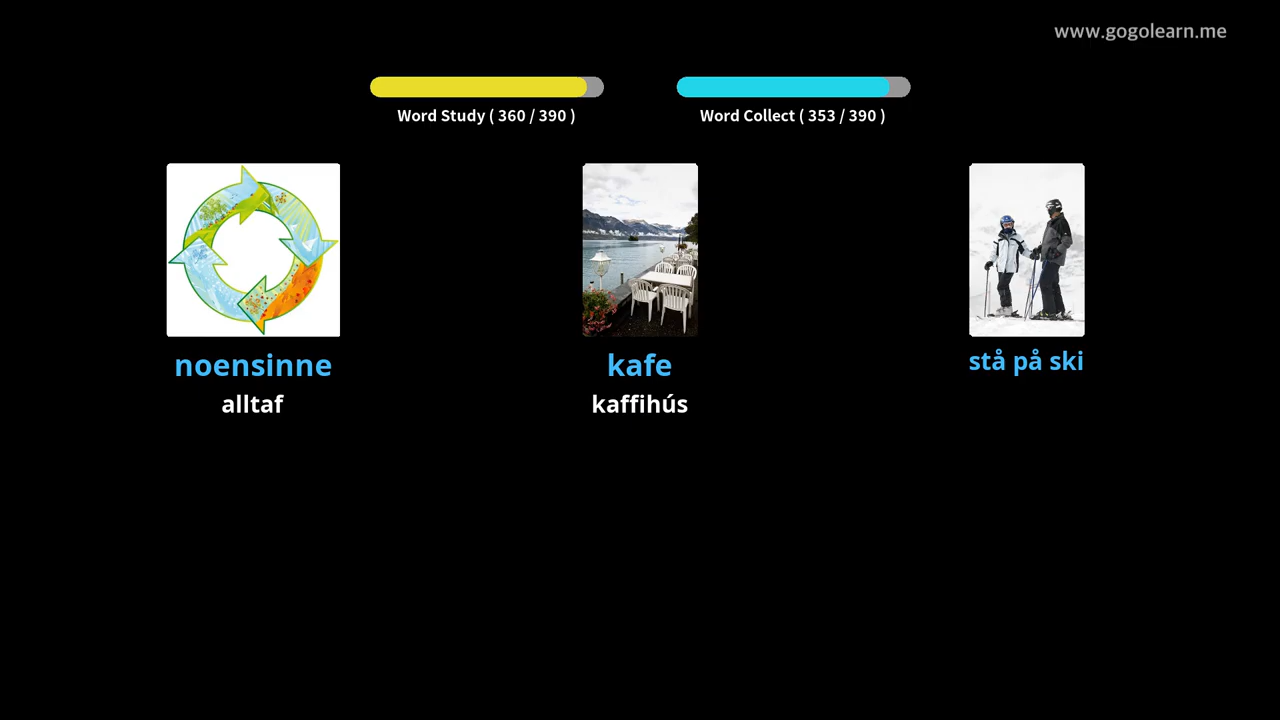 www.gogolearn.me
Word Study ( 360 / 390 )
Word Collect ( 353 / 390 )
noensinne
kafe
stå på ski
alltaf
kaffihús